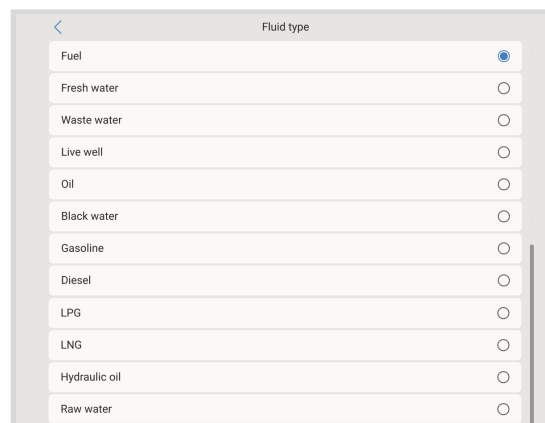 Fluid type
Fuel
Fresh water
Waste water
Live well
Oil
Black water
Gasoline
Diesel
LPG
LNG
Hydraulic oil
Raw water